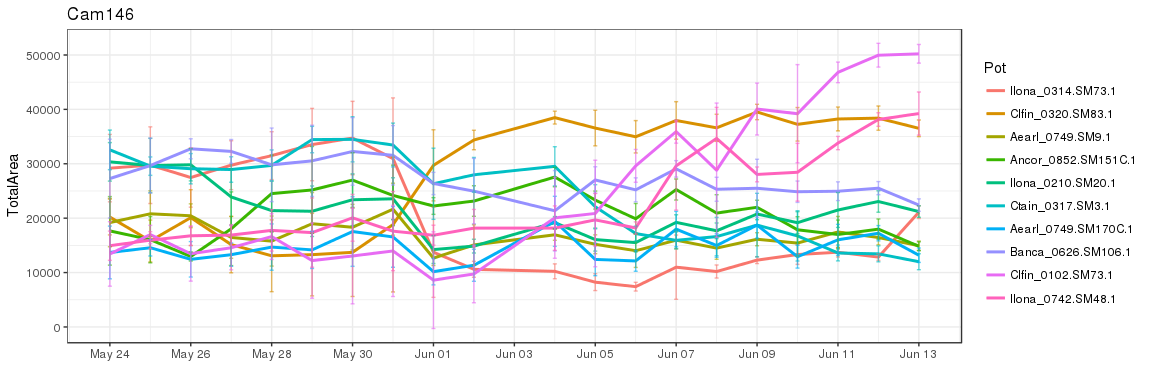 Cam146
TotalArea
50000
40000
30000
20000
10000
0
May 24
May 26
May 28
May 30
Jun 01
Jun 03
Jun 05
Jun 07
Jun 09
Jun 11
Jun 13
Pot
Ilona_0314.SM73.1
Clfin_0320.SM83.1
Aearl_0749.SM9.1
Ancor_0852.SM151C.1
Ilona_0210.SM20.1
Ctain_0317.SM3.1
Aearl_0749.SM170C.1
Banca_0626.SM106.1
Clfin_0102.SM73.1
Ilona_0742.SM48.1